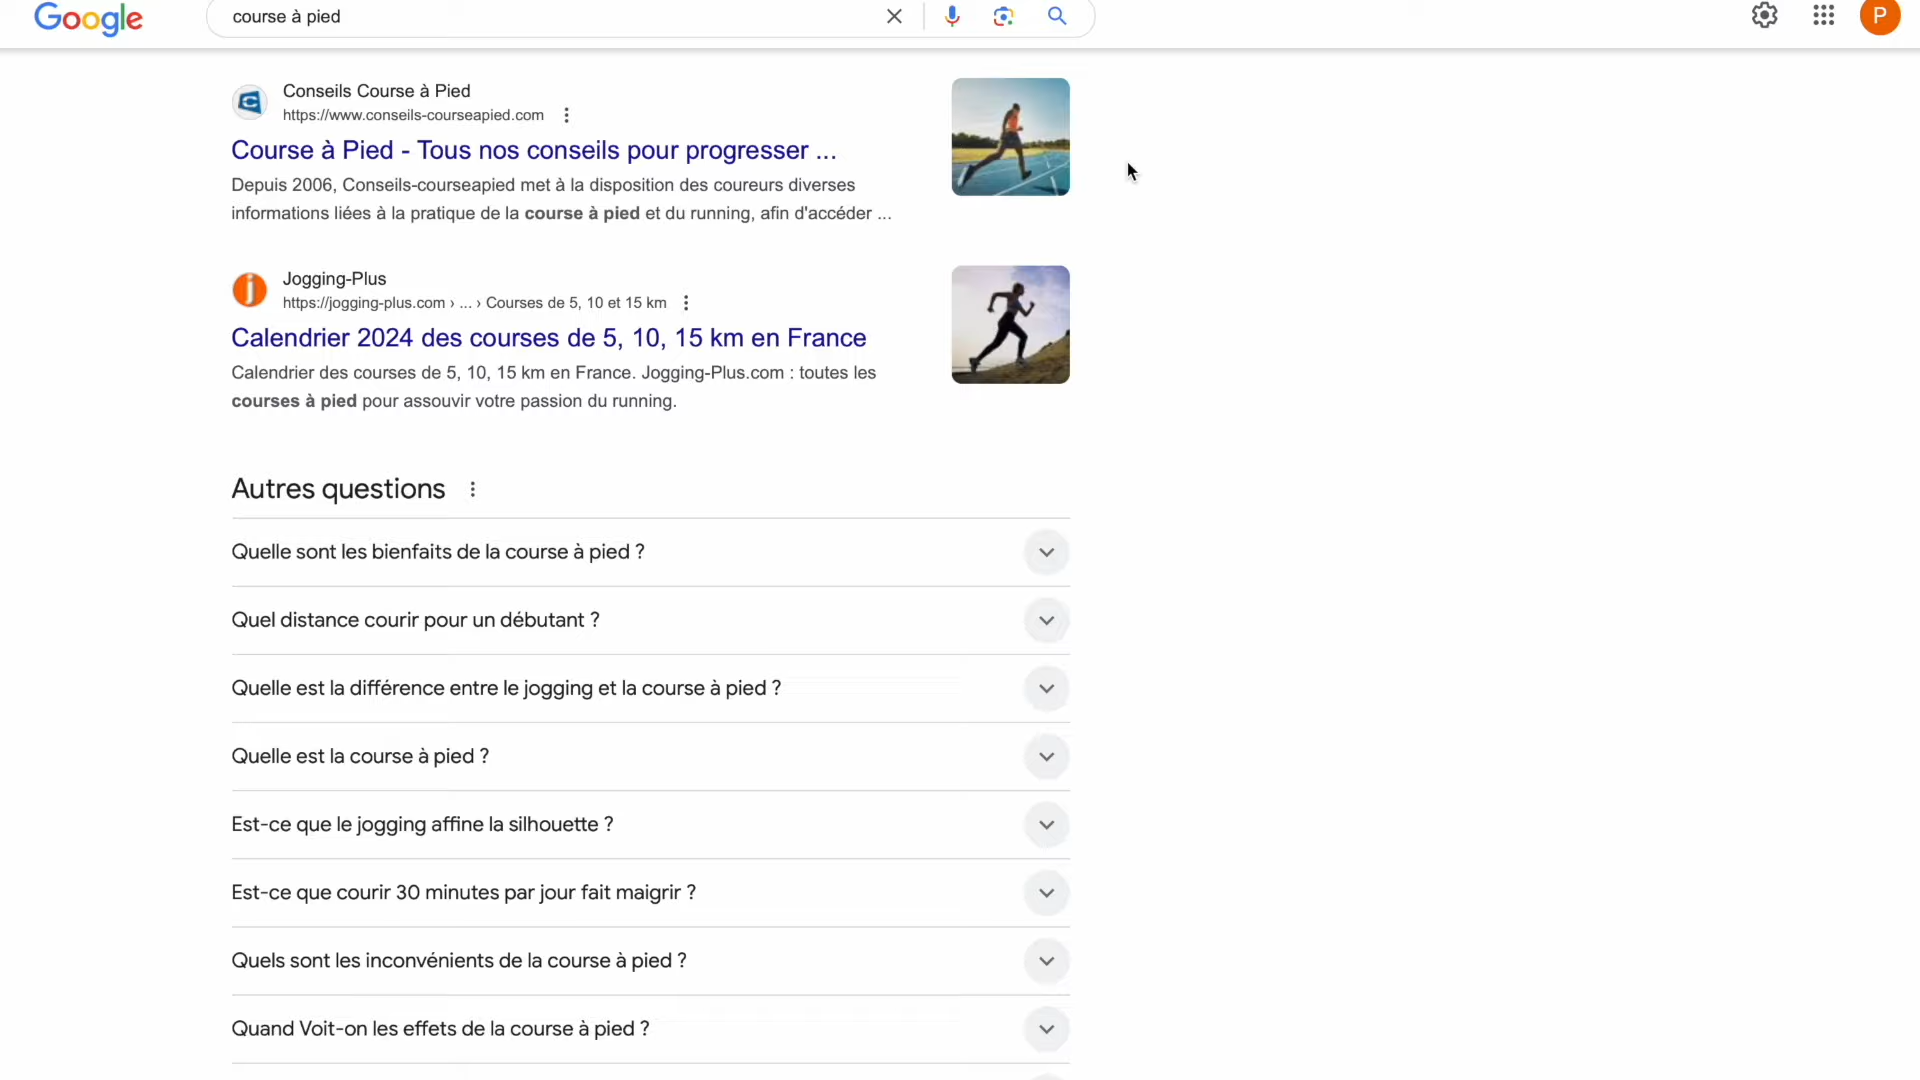 Google
course à pied
P
Conseils Course à Pied
https://www.conseils-courseapied.com
Course à Pied - Tous nos conseils pour progresser ...
Depuis 2006, Conseils-courseapied met à la disposition des coureurs diverses
informations liées à la pratique de la course à pied et du running, afin d'accéder ...
Jogging-Plus
https://jogging-plus.com › ... › Courses de 5, 10 et 15 km
Calendrier 2024 des courses de 5, 10, 15 km en France
Calendrier des courses de 5, 10, 15 km en France. Jogging-Plus.com : toutes les
courses à pied pour assouvir votre passion du running.
Autres questions
Quelle sont les bienfaits de la course à pied ?
Quel distance courir pour un débutant ?
Quelle est la différence entre le jogging et la course à pied ?
Quelle est la course à pied ?
Est-ce que le jogging affine la silhouette ?
Est-ce que courir 30 minutes par jour fait maigrir ?
Quels sont les inconvénients de la course à pied ?
Quand Voit-on les effets de la course à pied ?